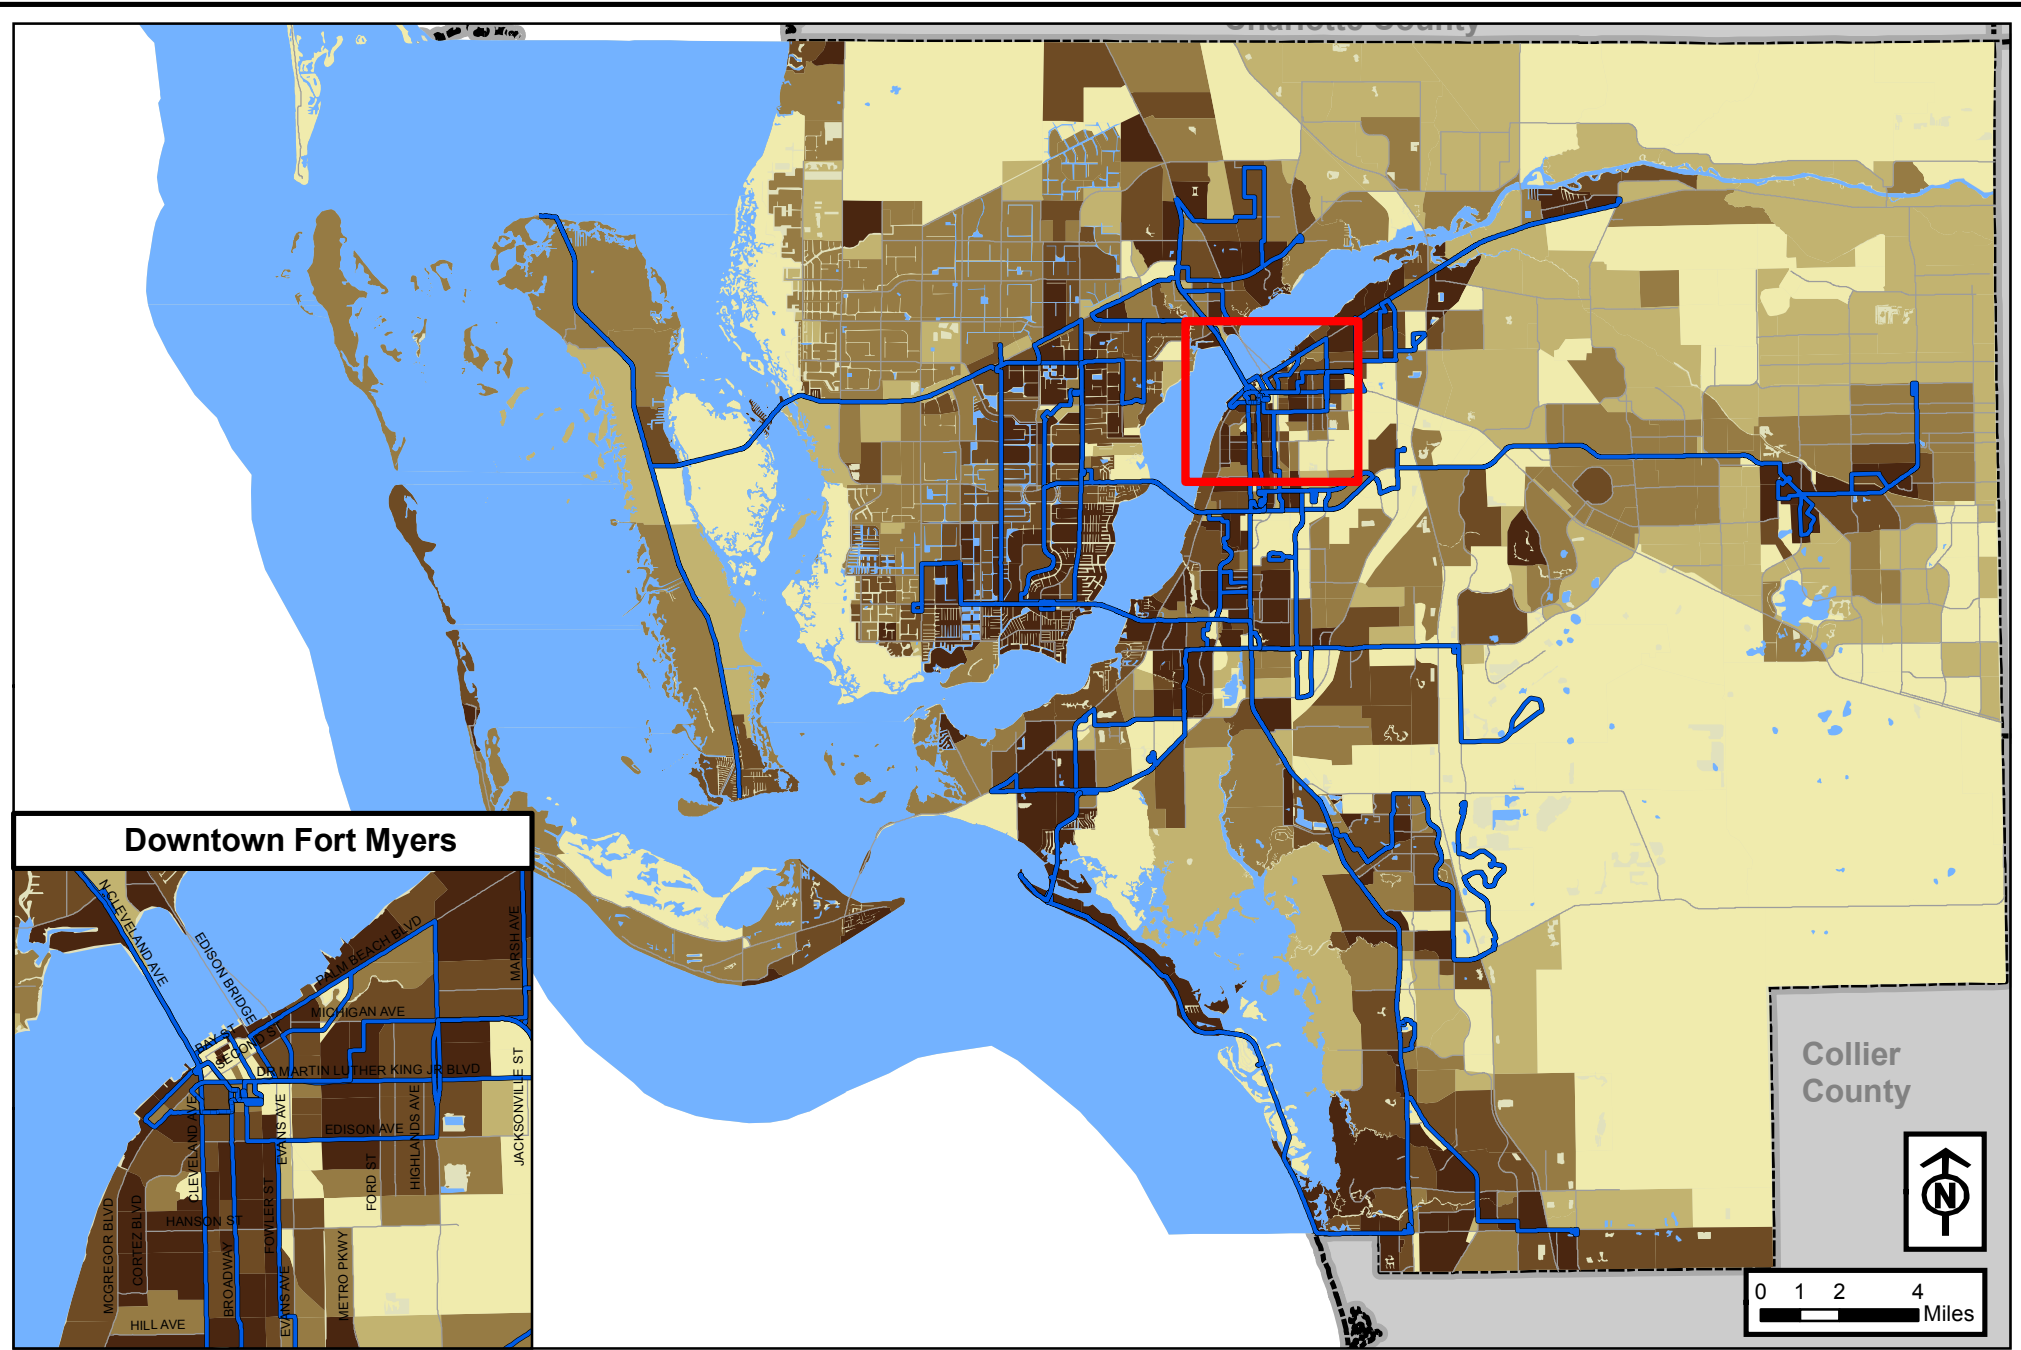 Charlotte County
Downtown Fort Myers
N CLEVELAND AVE
EDISON BRIDGE
PALM BEACH BLVD
MARSH AVE
MICHIGAN AVE
BAY ST
SECOND ST
DR MARTIN LUTHER KING JR BLVD
JACKSONVILLE ST
CLEVELAND AVE
EVANS AVE
EDISON AVE
HIGHLANDS AVE
FORD ST
MCGREGOR BLVD
CORTEZ BLVD
HANSON ST
FOWLER ST
BROADWAY
EVANS AVE
METRO PKWY
HILL AVE
Collier
County
N
0 1 2 4
Miles